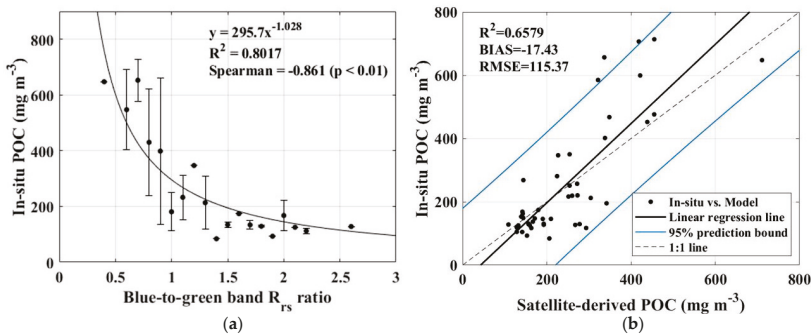 y = 295.7x^-1.028
R² = 0.8017
Spearman = -0.861 (p < 0.01)
In-situ POC (mg m⁻³)
800
600
400
200
0
0
0.5
1
1.5
2
2.5
3
Blue-to-green band R_rs ratio
(a)
R²=0.6579
BIAS=-17.43
RMSE=115.37
In-situ POC (mg m⁻³)
800
600
400
200
0
0
200
400
600
800
In-situ vs. Model
Linear regression line
95% prediction bound
1:1 line
Satellite-derived POC (mg m⁻³)
(b)